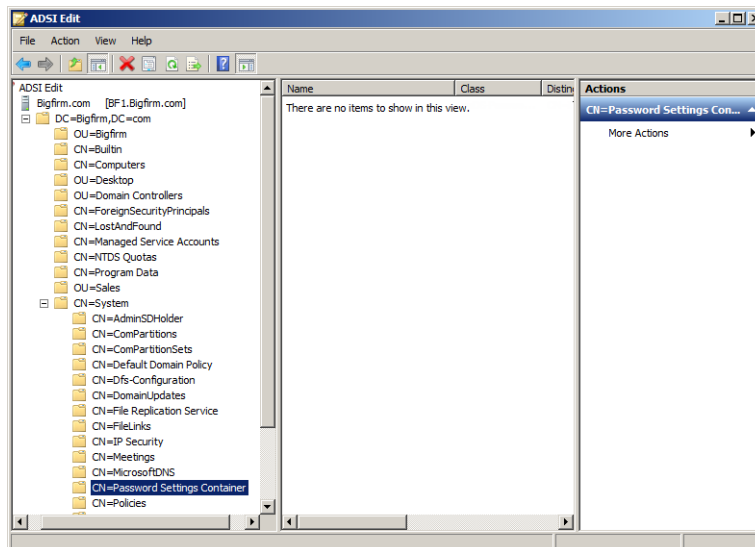 ADSI Edit
File Action View Help
ADSI Edit
Bigfirm.com [BF1.Bigfirm.com]
DC=Bigfirm,DC=com
OU=Bigfirm
CN=Builtin
CN=Computers
OU=Desktop
OU=Domain Controllers
CN=ForeignSecurityPrincipals
CN=LostAndFound
CN=Managed Service Accounts
CN=NTDS Quotas
CN=Program Data
OU=Sales
CN=System
CN=AdminSDHolder
CN=ComPartitions
CN=ComPartitionSets
CN=Default Domain Policy
CN=Dfs-Configuration
CN=DomainUpdates
CN=File Replication Service
CN=FileLinks
CN=IP Security
CN=Meetings
CN=MicrosoftDNS
CN=Password Settings Container
CN=Policies
Name Class Distin
There are no items to show in this view.
Actions
CN=Password Settings Con...
More Actions